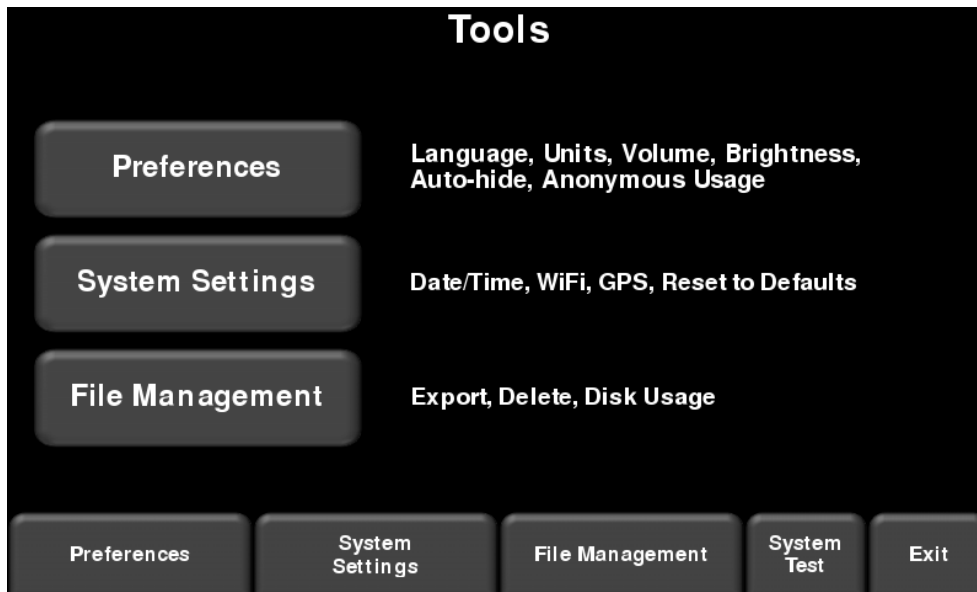 Tools
Preferences
Language, Units, Volume, Brightness,
Auto-hide, Anonymous Usage
System Settings
Date/Time, WiFi, GPS, Reset to Defaults
File Management
Export, Delete, Disk Usage
Preferences
System
Settings
File Management
System
Test
Exit